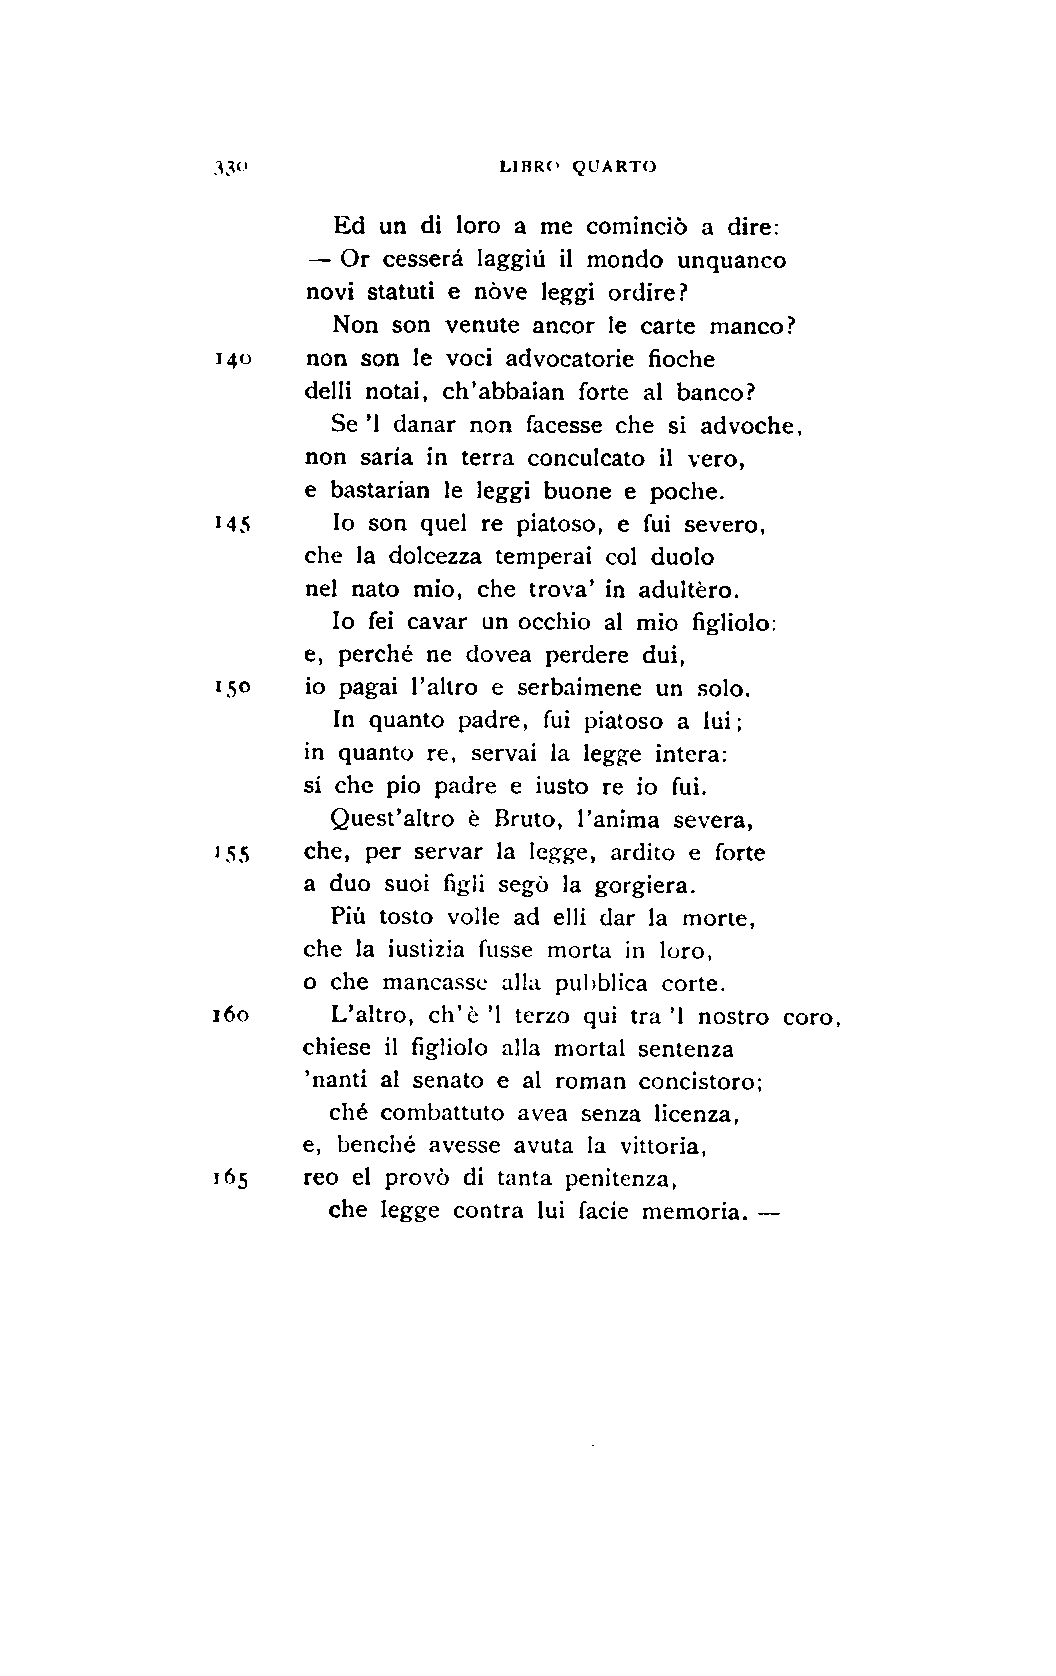 330 LIBRO QUARTO
Ed un di loro a me cominciò a dire:
— Or cesserá laggiú il mondo unquanco
novi statuti e nòve leggi ordire?
Non son venute ancor le carte manco?
140 non son le voci advocatorie fioche
delli notai, ch'abbaian forte al banco?
Se 'l danar non facesse che si advoche,
non saría in terra conculcato il vero,
e bastarían le leggi buone e poche.
145 Io son quel re piatoso, e fui severo,
che la dolcezza temperai col duolo
nel nato mio, che trova' in adultèro.
Io fei cavar un occhio al mio figliolo:
e, perché ne dovea perdere dui,
150 io pagai l'altro e serbaimene un solo.
In quanto padre, fui piatoso a lui;
in quanto re, servai la legge intera:
sí che pio padre e iusto re io fui.
Quest'altro è Bruto, l'anima severa,
155 che, per servar la legge, ardito e forte
a duo suoi figli segò la gorgiera.
Piú tosto volle ad elli dar la morte,
che la iustizia fusse morta in loro,
o che mancasse alla pubblica corte.
160 L'altro, ch'è 'l terzo qui tra 'l nostro coro,
chiese il figliolo alla mortal sentenza
'nanti al senato e al roman concistoro;
ché combattuto avea senza licenza,
e, benché avesse avuta la vittoria,
165 reo el provò di tanta penitenza,
che legge contra lui facie memoria. —